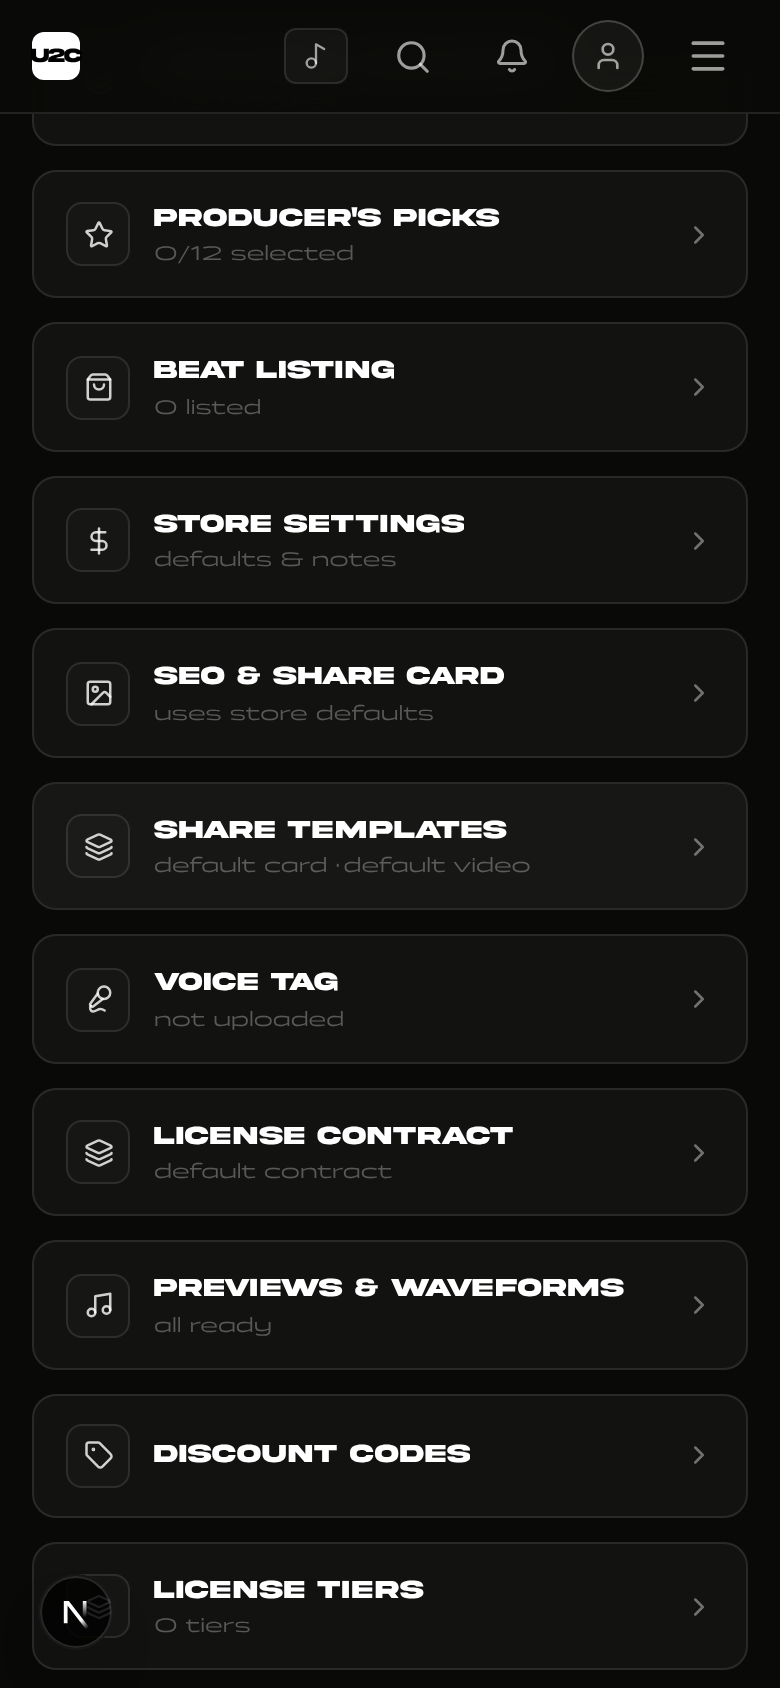 U2C
PRODUCER'S PICKS
0/12 selected
BEAT LISTING
0 listed
STORE SETTINGS
defaults & notes
SEO & SHARE CARD
uses store defaults
SHARE TEMPLATES
default card · default video
VOICE TAG
not uploaded
LICENSE CONTRACT
default contract
PREVIEWS & WAVEFORMS
all ready
DISCOUNT CODES
LICENSE TIERS
0 tiers
N